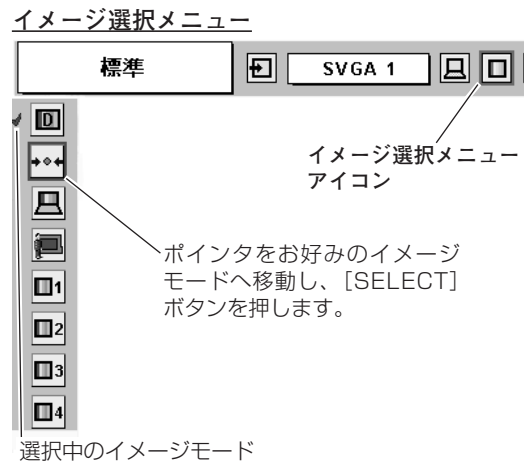 イメージ選択メニュー
標準
SVGA 1
イメージ選択メニュー
アイコン
D
ポインタをお好みのイメージ
モードへ移動し、[SELECT]
ボタンを押します。
1
2
3
4
選択中のイメージモード